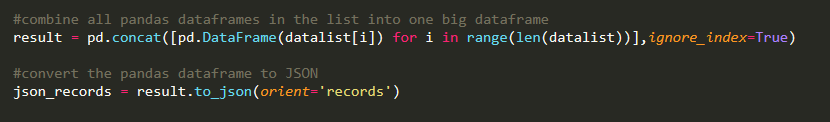 #combine all pandas dataframes in the list into one big dataframe
result = pd.concat([pd.DataFrame(datalist[i]) for i in range(len(datalist))],ignore_index=True)
#convert the pandas dataframe to JSON
json_records = result.to_json(orient='records')